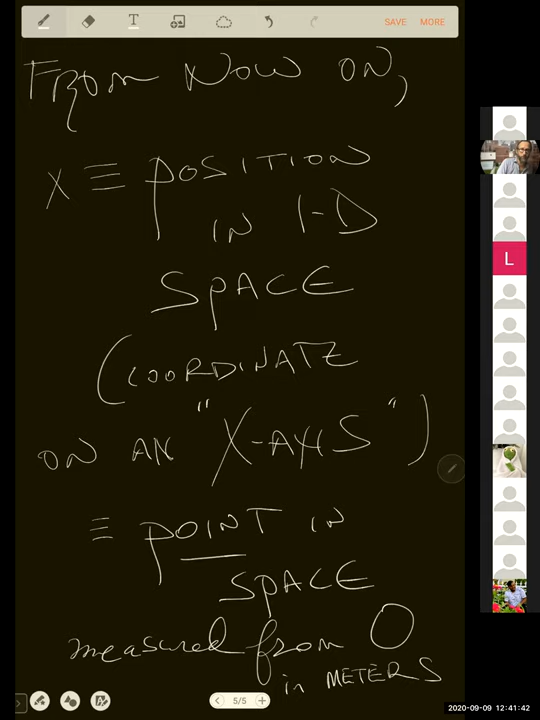 T
SAVE
MORE
From Now on,
X ≡ position
in 1-D
SPACE
(COORDINATE
ON AN "X-AXIS")
≡ point in
SPACE
measured from O
in METERS
L
5/5
2020-09-09 12:41:42